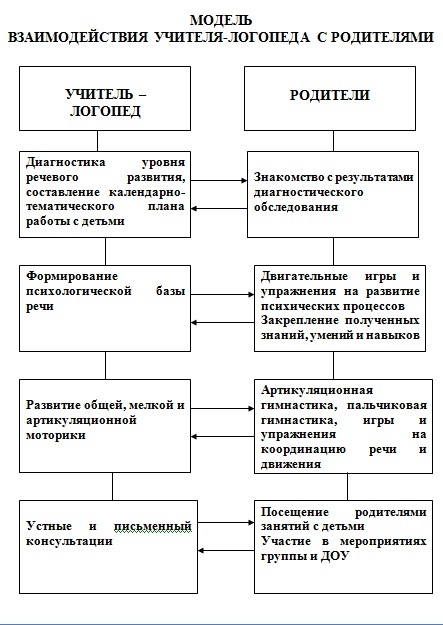 МОДЕЛЬ
ВЗАИМОДЕЙСТВИЯ УЧИТЕЛЯ-ЛОГОПЕДА С РОДИТЕЛЯМИ
УЧИТЕЛЬ –
ЛОГОПЕД
РОДИТЕЛИ
Диагностика уровня
речевого развития,
составление календарно-
тематического плана
работы с детьми
Знакомство с результатами
диагностического
обследования
Формирование
психологической базы
речи
Двигательные игры и
упражнения на развитие
психических процессов
Закрепление полученных
знаний, умений и навыков
Развитие общей, мелкой и
артикуляционной
моторики
Артикуляционная
гимнастика, пальчиковая
гимнастика, игры и
упражнения на
координацию речи и
движения
Устные и письменный
консультации
Посещение родителями
занятий с детьми
Участие в мероприятиях
группы и ДОУ